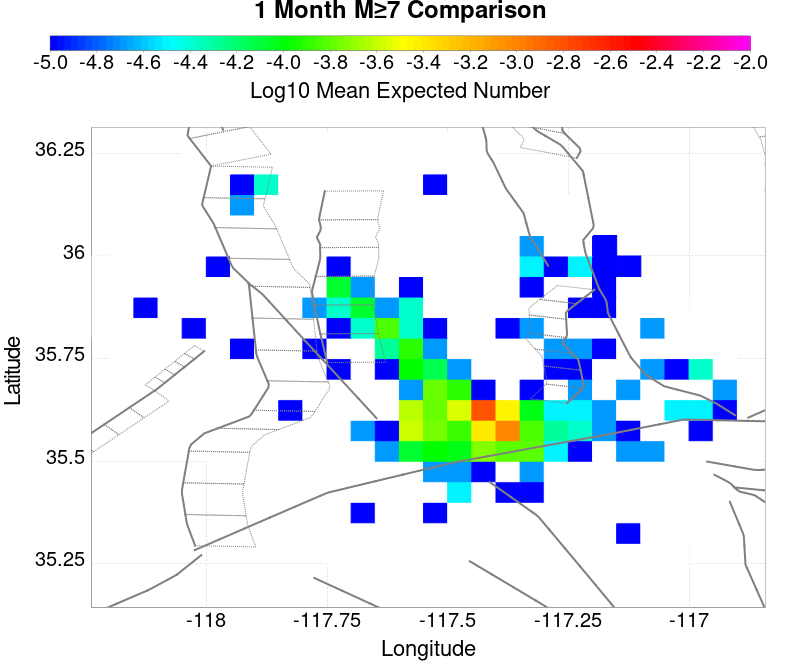 1 Month M≥7 Comparison
-5.0 -4.8 -4.6 -4.4 -4.2 -4.0 -3.8 -3.6 -3.4 -3.2 -3.0 -2.8 -2.6 -2.4 -2.2 -2.0
Log10 Mean Expected Number
36.25
36
35.75
Latitude
35.5
35.25
-118 -117.75 -117.5 -117.25 -117
Longitude